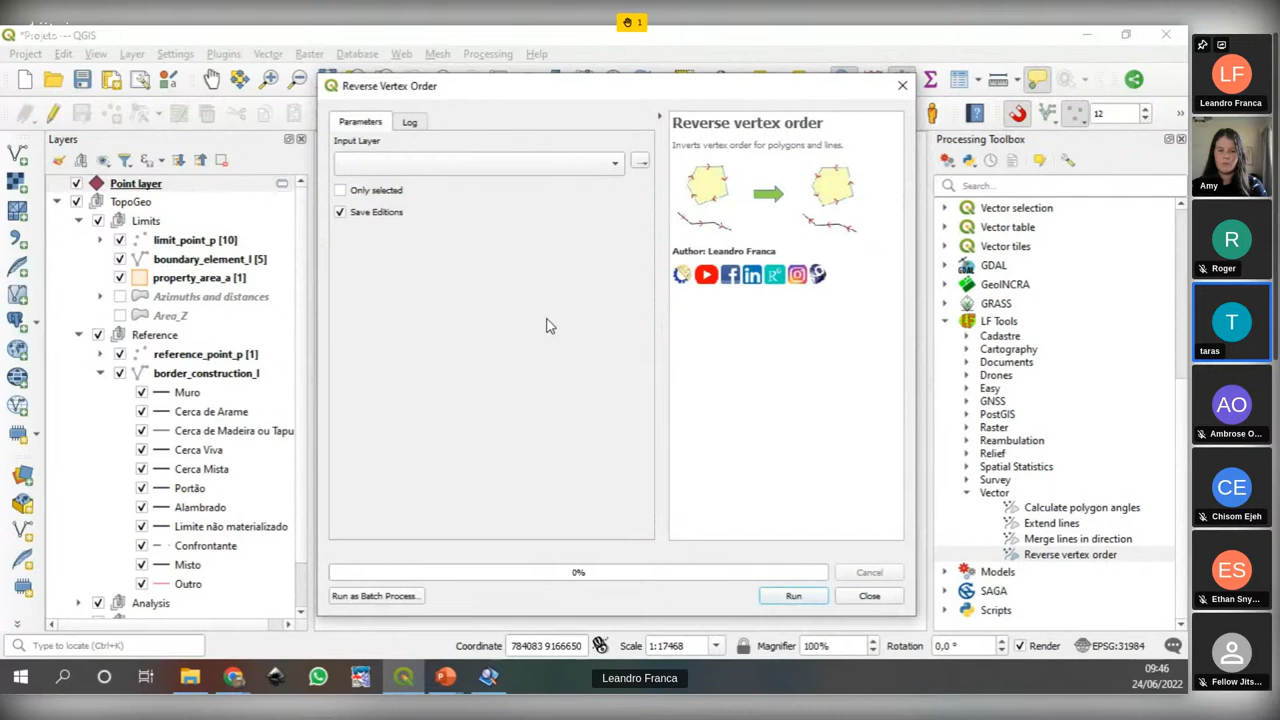 1
*Projeto — QGIS
Project Edit View Layer Settings Plugins Vector Raster Database Web Mesh Processing Help
12
Layers
Point layer
TopoGeo
Limits
limit_point_p [10]
boundary_element_l [5]
property_area_a [1]
Azimuths and distances
Area_Z
Reference
reference_point_p [1]
border_construction_l
Muro
Cerca de Arame
Cerca de Madeira ou Tapu
Cerca Viva
Cerca Mista
Portão
Alambrado
Limite não materializado
Confrontante
Misto
Outro
Analysis
Reverse Vertex Order
Parameters Log
Input Layer
Only selected
Save Editions
Reverse vertex order
Inverts vertex order for polygons and lines.
Author: Leandro Franca
0%
Cancel
Run as Batch Process...
Run
Close
Processing Toolbox
Search...
Vector selection
Vector table
Vector tiles
GDAL
GeoINCRA
GRASS
LF Tools
Cadastre
Cartography
Documents
Drones
Easy
GNSS
PostGIS
Raster
Reambulation
Relief
Spatial Statistics
Survey
Vector
Calculate polygon angles
Extend lines
Merge lines in direction
Reverse vertex order
Models
SAGA
Scripts
Type to locate (Ctrl+K)
Coordinate 784083 9166650 Scale 1:17468 Magnifier 100% Rotation 0,0 ° Render EPSG:31984
Leandro Franca
09:46
24/06/2022
LF
Leandro Franca
Amy
R
Roger
T
taras
AO
Ambrose O...
CE
Chisom Ejeh
ES
Ethan Sny...
Fellow Jits...